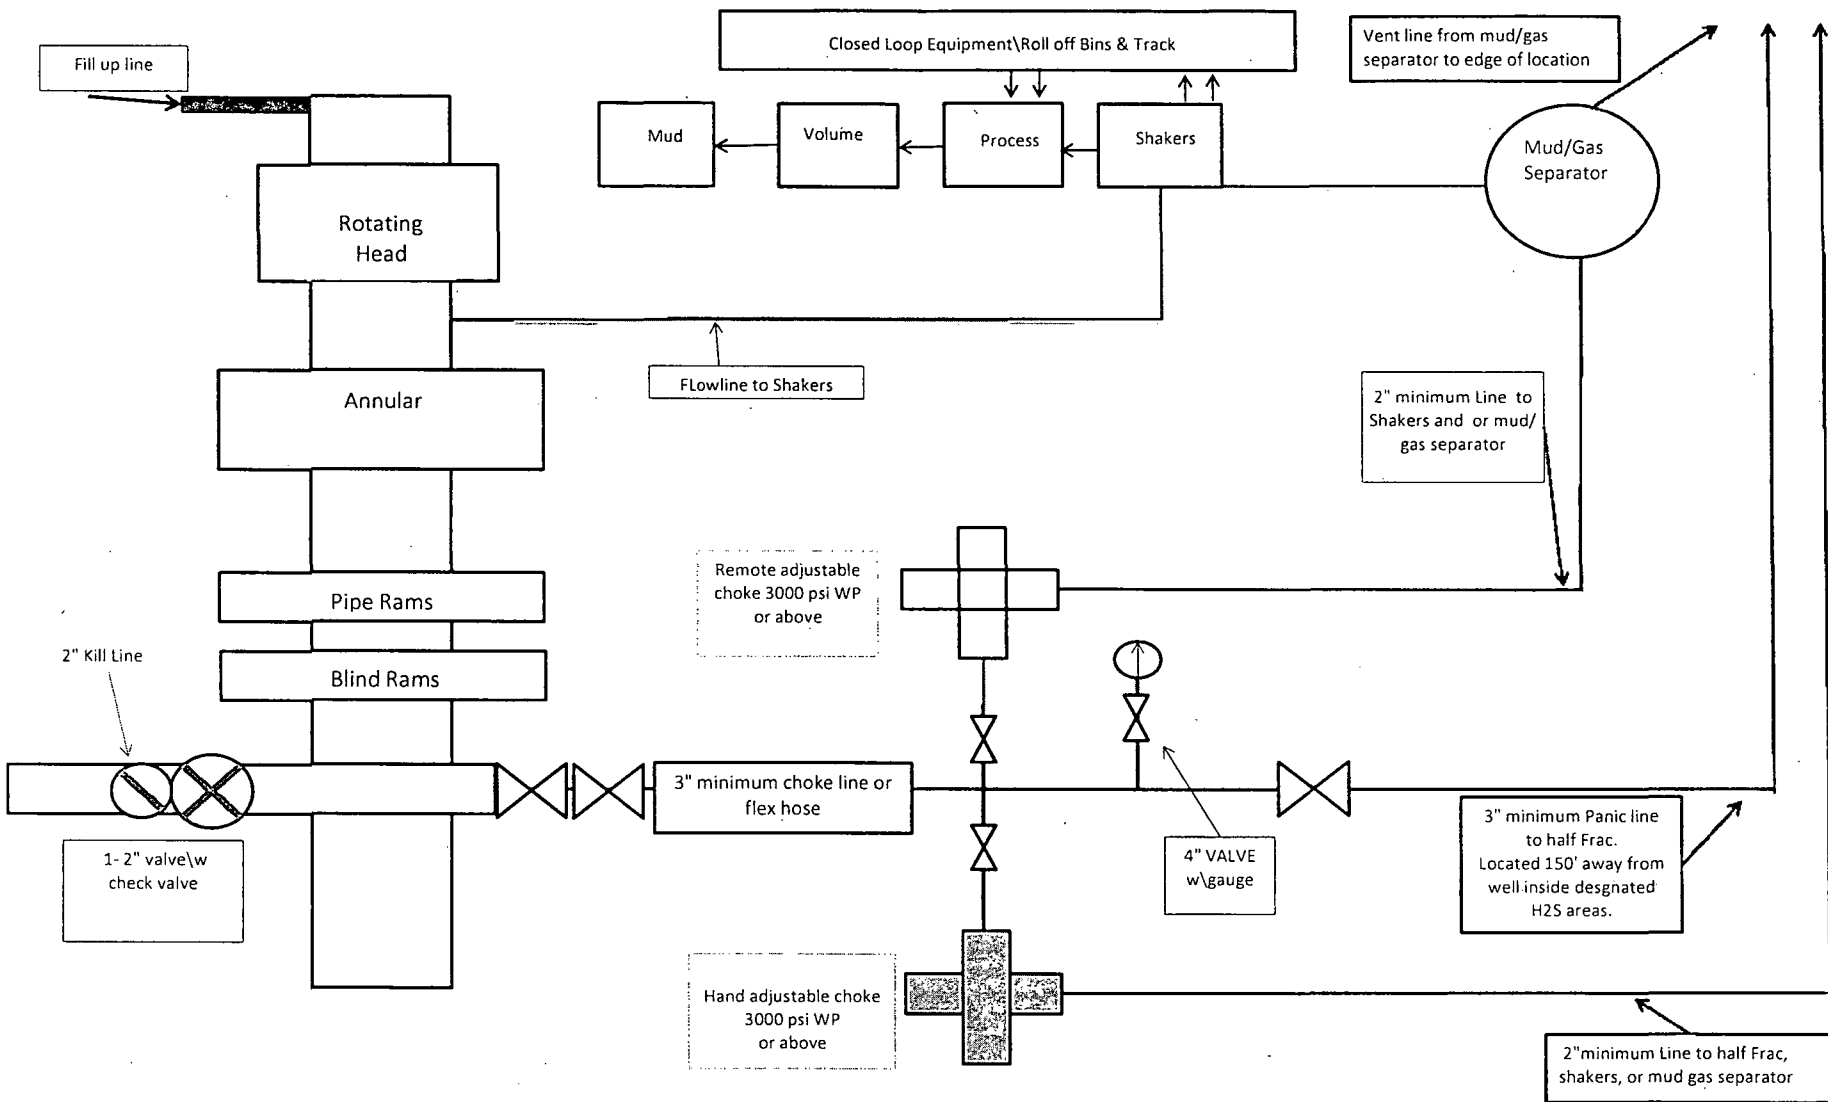 Fill up line
Closed Loop Equipment\Roll off Bins & Track
Vent line from mud/gas
separator to edge of location
Mud
Volume
Process
Shakers
Mud/Gas
Separator
Rotating
Head
FLowline to Shakers
Annular
2" minimum Line to
Shakers and or mud/
gas separator
Remote adjustable
choke 3000 psi WP
or above
Pipe Rams
2" Kill Line
Blind Rams
3" minimum choke line or
flex hose
1- 2" valve\w
check valve
4" VALVE
w\gauge
3" minimum Panic line
to half Frac.
Located 150' away from
well inside desgnated
H2S areas.
Hand adjustable choke
3000 psi WP
or above
2"minimum Line to half Frac,
shakers, or mud gas separator